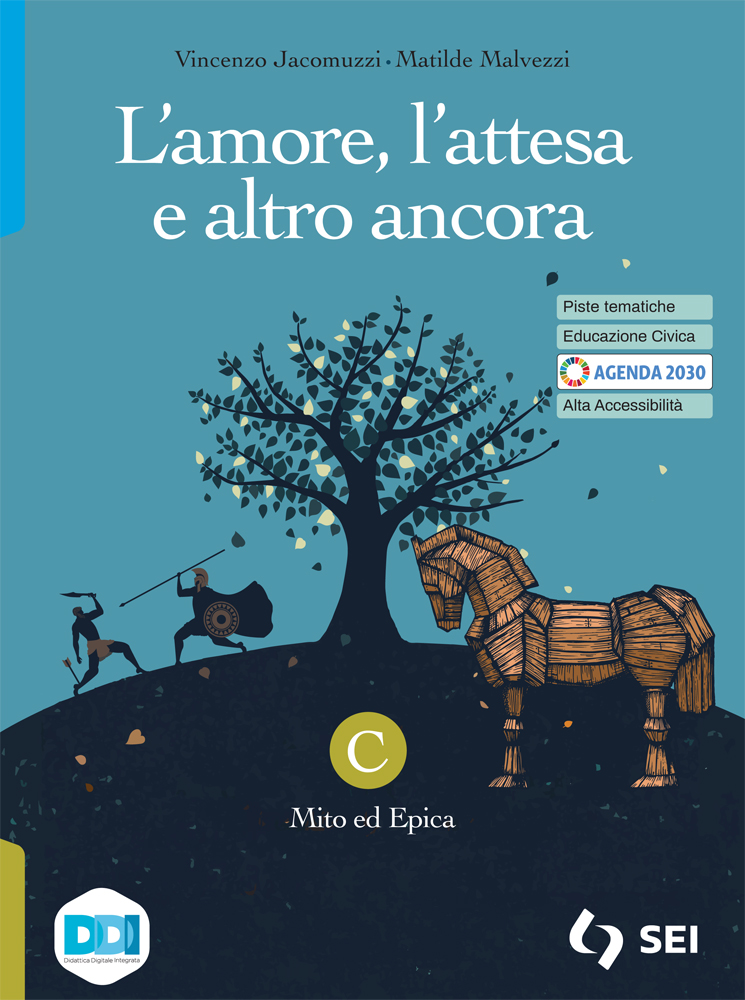 Vincenzo Jacomuzzi • Matilde Malvezzi
L'amore, l'attesa
e altro ancora
Piste tematiche
Educazione Civica
AGENDA 2030
Alta Accessibilità
C
Mito ed Epica
DDI
Didattica Digitale Integrata
SEI